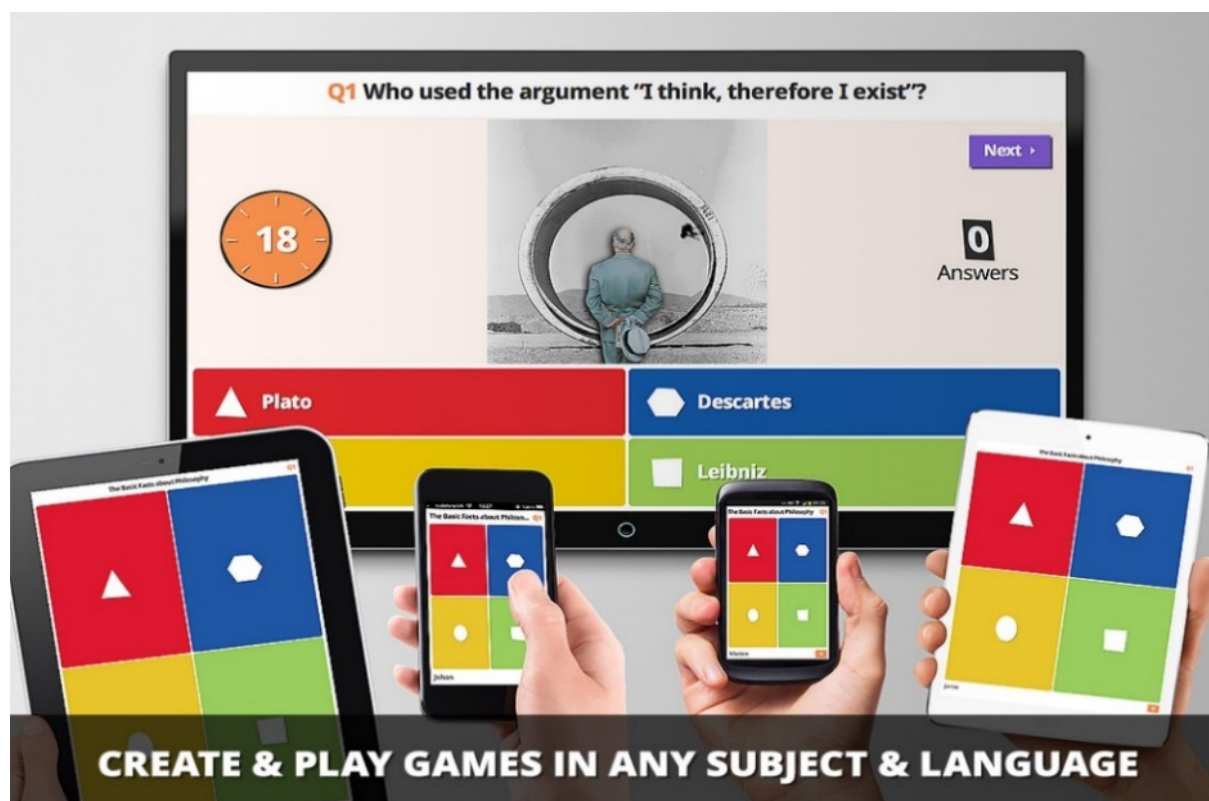 Q1 Who used the argument "I think, therefore I exist"?
Next
18
0
Answers
Plato
Descartes
Leibniz
The Basic Facts about Philosophy Q1
The Basic Facts about Philoso... Q1
The Basic Facts about Philosophy Q1
The Basic Facts about Philosophy Q1
Johan
CREATE & PLAY GAMES IN ANY SUBJECT & LANGUAGE